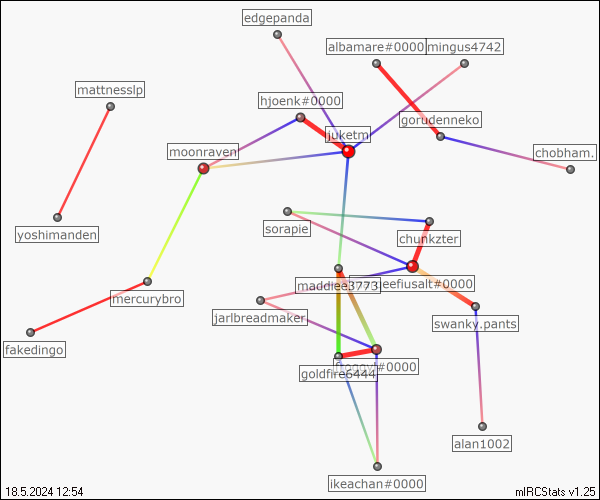 edgepanda
albamare#0000
mingus4742
mattnesslp
hjoenk#0000
gorudenneko
juketm
moonraven
chobham.
sorapie
yoshimanden
chunkzter
maddiee3773
eefiusalt#0000
mercurybro
jarlbreadmaker
swanky.pants
fakedingo
#0000
goldfire6444
alan1002
ikeachan#0000
18.5.2024 12:54
mIRCStats v1.25